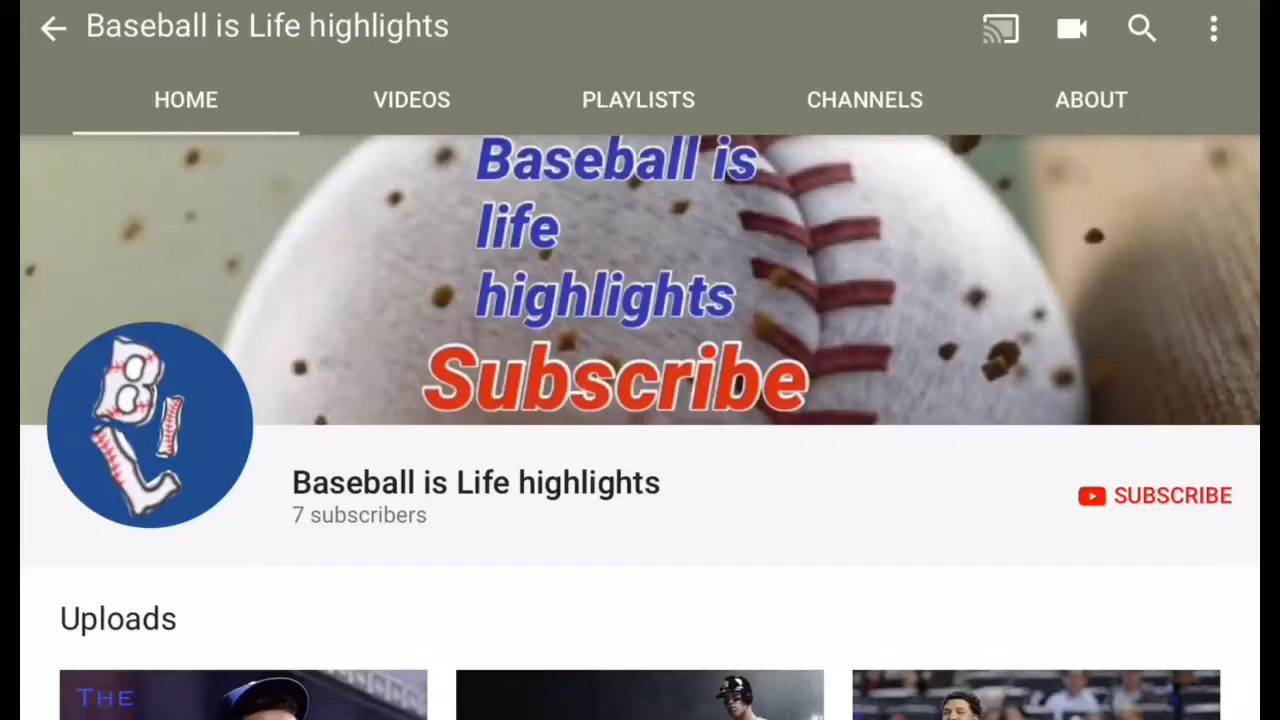 Baseball is Life highlights
HOME VIDEOS PLAYLISTS CHANNELS ABOUT
Baseball is
life
highlights
Subscribe
B
I
L
Baseball is Life highlights
7 subscribers
SUBSCRIBE
Uploads
THE